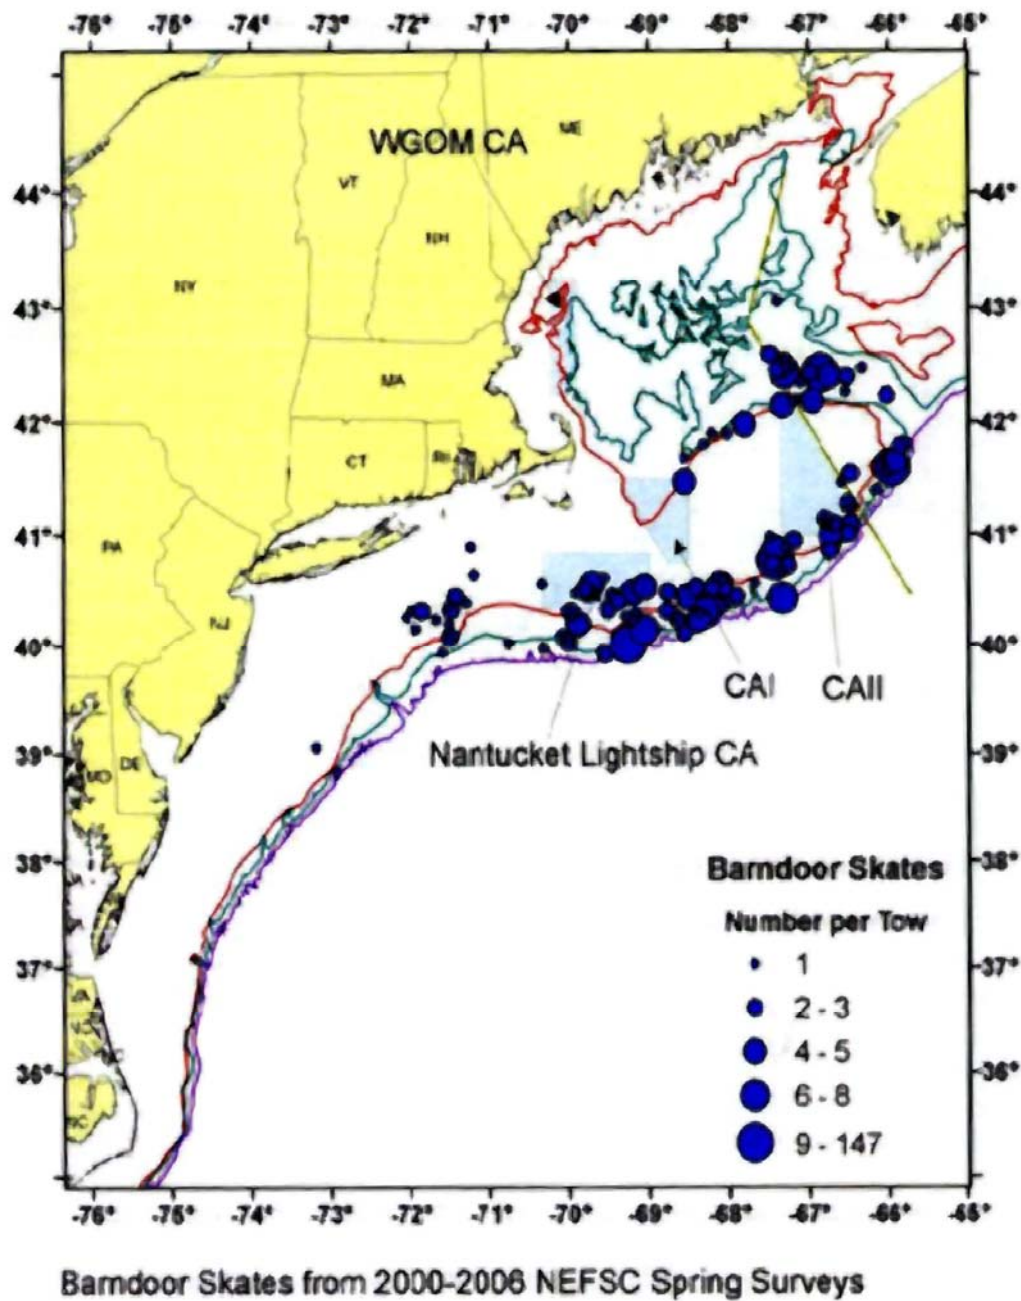 -76° -75° -74° -73° -72° -71° -70° -69° -68° -67° -66° -65°
WGOM CA
ME
VT
NH
NY
MA
CT
RI
PA
NJ
MD
DE
VA
NC
44° 44°
43° 43°
42° 42°
41° 41°
40° 40°
39° 39°
38° 38°
37° 37°
36° 36°
CAI
CAII
Nantucket Lightship CA
Barndoor Skates
Number per Tow
1
2 - 3
4 - 5
6 - 8
9 - 147
-76° -75° -74° -73° -72° -71° -70° -69° -68° -67° -66° -65°
Barndoor Skates from 2000-2006 NEFSC Spring Surveys